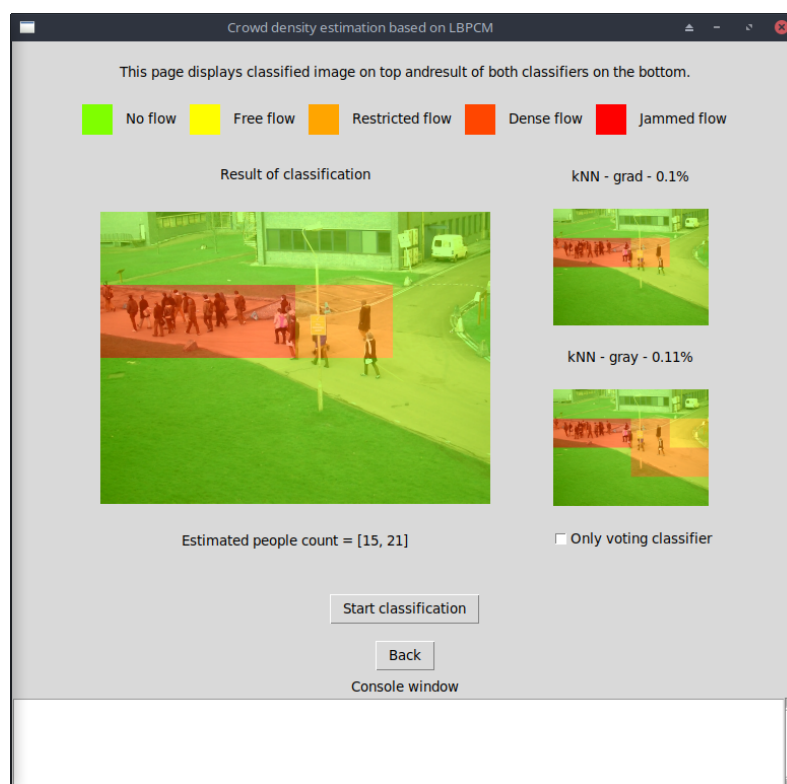 Crowd density estimation based on LBPCM
This page displays classified image on top andresult of both classifiers on the bottom.
No flow Free flow Restricted flow Dense flow Jammed flow
Result of classification
kNN - grad - 0.1%
kNN - gray - 0.11%
Estimated people count = [15, 21]
Only voting classifier
Start classification
Back
Console window